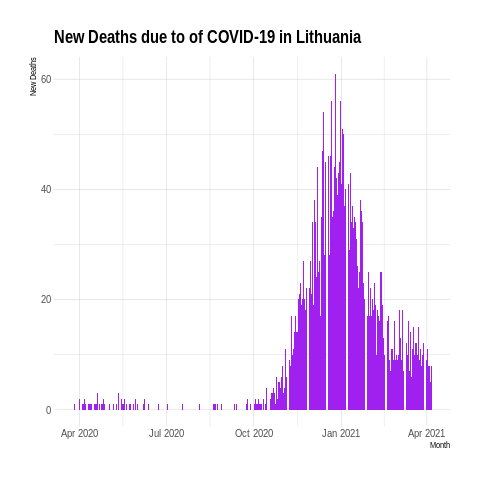 New Deaths due to of COVID-19 in Lithuania
New Deaths
60
40
20
0
Apr 2020 Jul 2020 Oct 2020 Jan 2021 Apr 2021
Month